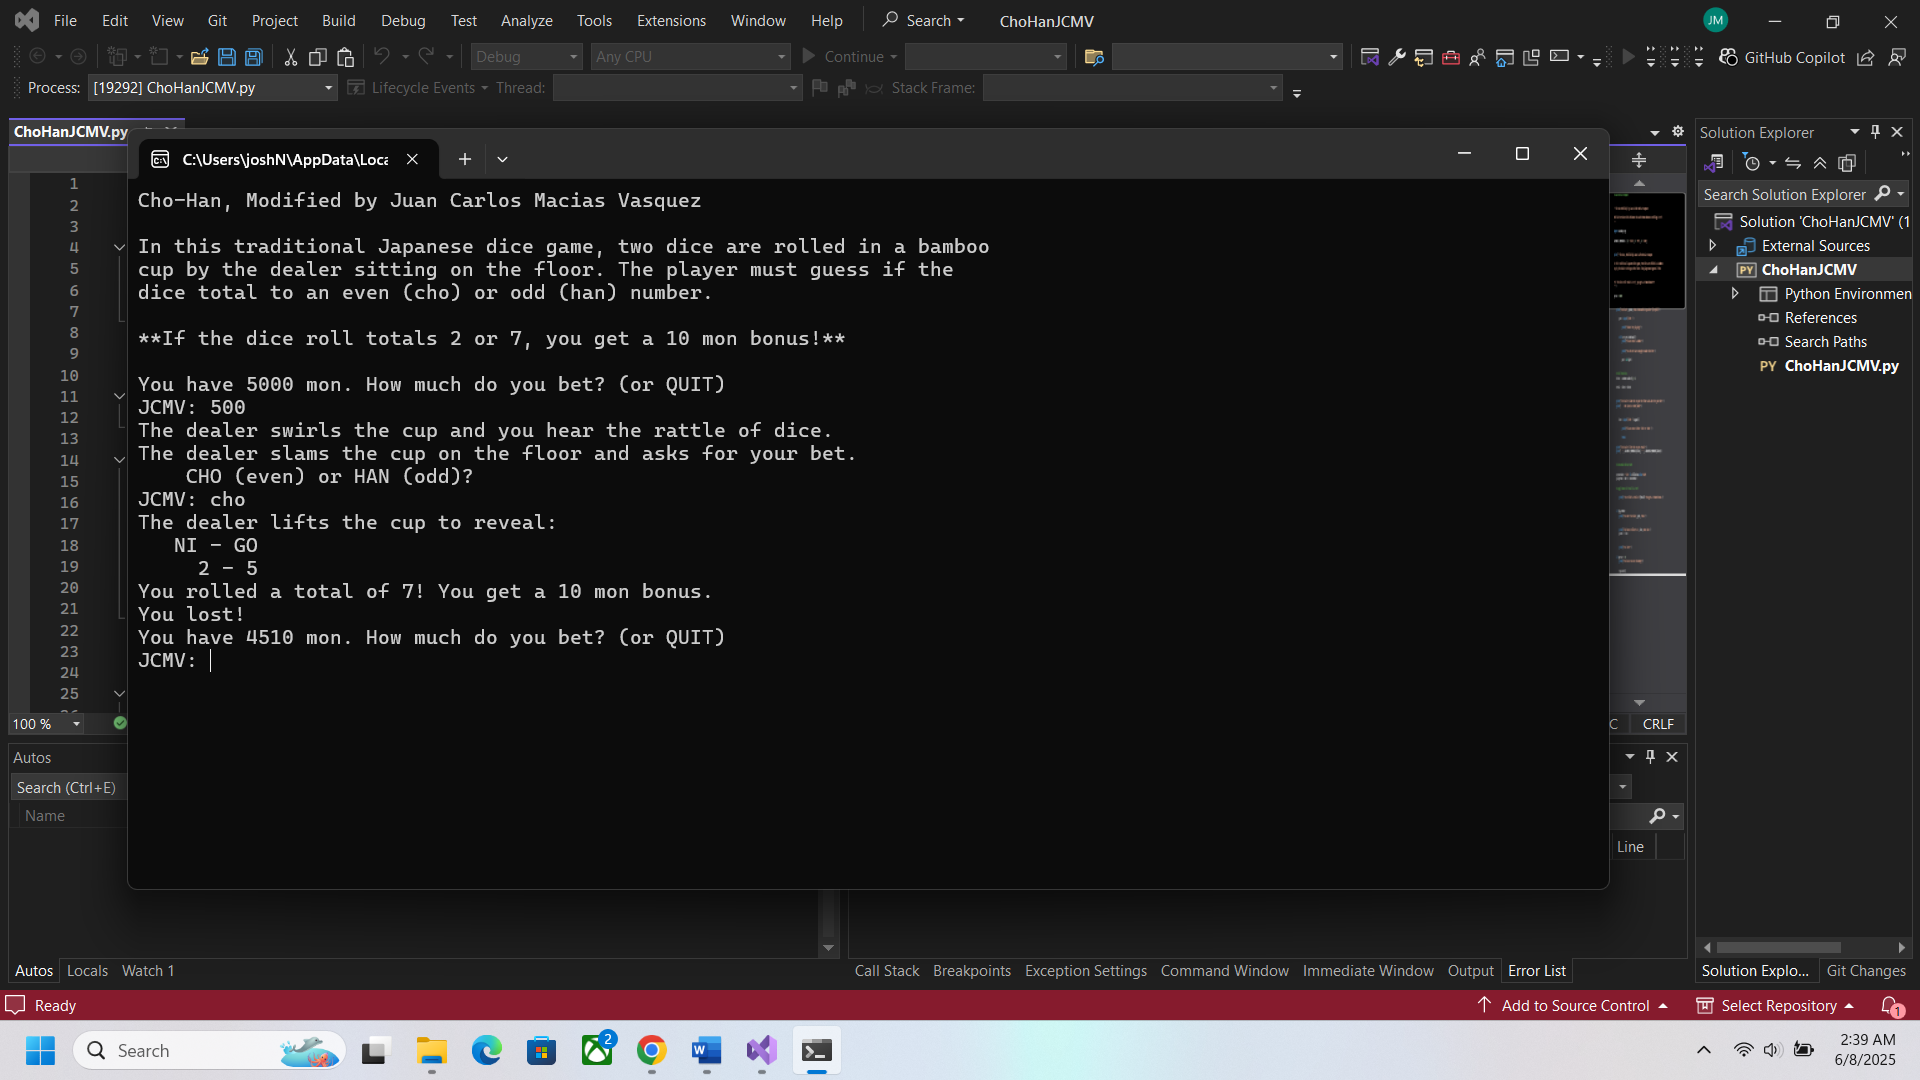 File Edit View Git Project Build Debug Test Analyze Tools Extensions Window Help Search ChoHanJCMV JM
Debug Any CPU Continue GitHub Copilot
Process: [19292] ChoHanJCMV.py Lifecycle Events Thread: Stack Frame:
ChoHanJCMV.py
C:\Users\joshN\AppData\Loca
Cho-Han, Modified by Juan Carlos Macias Vasquez
In this traditional Japanese dice game, two dice are rolled in a bamboo
cup by the dealer sitting on the floor. The player must guess if the
dice total to an even (cho) or odd (han) number.
**If the dice roll totals 2 or 7, you get a 10 mon bonus!**
You have 5000 mon. How much do you bet? (or QUIT)
JCMV: 500
The dealer swirls the cup and you hear the rattle of dice.
The dealer slams the cup on the floor and asks for your bet.
CHO (even) or HAN (odd)?
JCMV: cho
The dealer lifts the cup to reveal:
NI - GO
2 - 5
You rolled a total of 7! You get a 10 mon bonus.
You lost!
You have 4510 mon. How much do you bet? (or QUIT)
JCMV:
1
2
3
4
5
6
7
8
9
10
11
12
13
14
15
16
17
18
19
20
21
22
23
24
25
100 %
C CRLF
Solution Explorer
Search Solution Explorer
Solution 'ChoHanJCMV' (1
External Sources
PY ChoHanJCMV
Python Environmen
References
Search Paths
PY ChoHanJCMV.py
Autos
Search (Ctrl+E)
Name
Line
Autos Locals Watch 1
Call Stack Breakpoints Exception Settings Command Window Immediate Window Output Error List
Solution Explo... Git Changes
Ready Add to Source Control Select Repository 1
Search 2
2:39 AM
6/8/2025